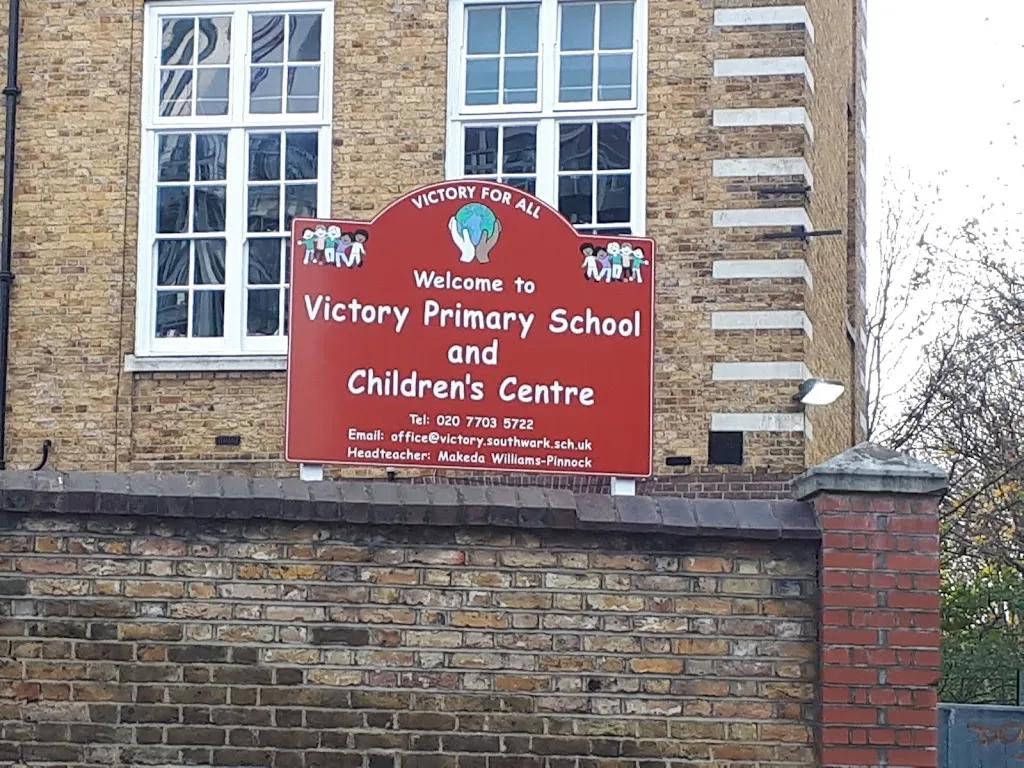 VICTORY FOR ALL
Welcome to
Victory Primary School
and
Children's Centre
Tel: 020 7703 5722
Email: office@victory.southwark.sch.uk
Headteacher: Makeda Williams-Pinnock